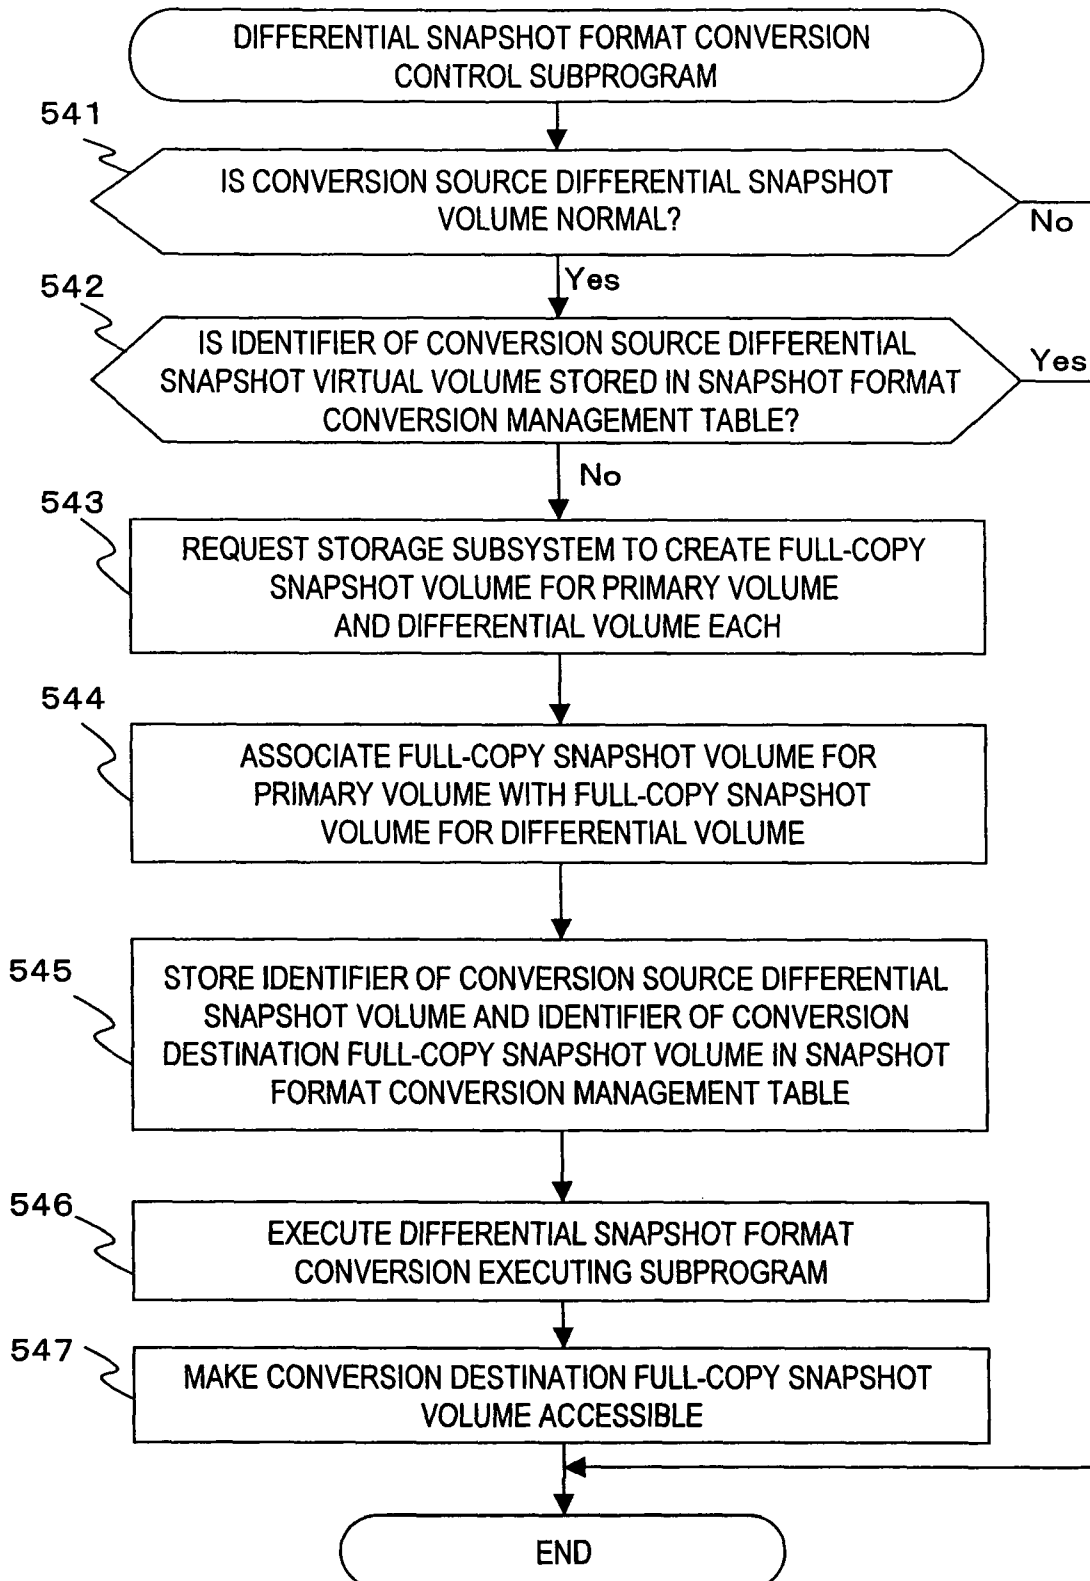 DIFFERENTIAL SNAPSHOT FORMAT CONVERSION
CONTROL SUBPROGRAM
541
IS CONVERSION SOURCE DIFFERENTIAL SNAPSHOT
VOLUME NORMAL?
No
Yes
542
IS IDENTIFIER OF CONVERSION SOURCE DIFFERENTIAL
SNAPSHOT VIRTUAL VOLUME STORED IN SNAPSHOT FORMAT
CONVERSION MANAGEMENT TABLE?
Yes
No
543
REQUEST STORAGE SUBSYSTEM TO CREATE FULL-COPY
SNAPSHOT VOLUME FOR PRIMARY VOLUME
AND DIFFERENTIAL VOLUME EACH
544
ASSOCIATE FULL-COPY SNAPSHOT VOLUME FOR
PRIMARY VOLUME WITH FULL-COPY SNAPSHOT
VOLUME FOR DIFFERENTIAL VOLUME
545
STORE IDENTIFIER OF CONVERSION SOURCE DIFFERENTIAL
SNAPSHOT VOLUME AND IDENTIFIER OF CONVERSION
DESTINATION FULL-COPY SNAPSHOT VOLUME IN SNAPSHOT
FORMAT CONVERSION MANAGEMENT TABLE
546
EXECUTE DIFFERENTIAL SNAPSHOT FORMAT
CONVERSION EXECUTING SUBPROGRAM
547
MAKE CONVERSION DESTINATION FULL-COPY SNAPSHOT
VOLUME ACCESSIBLE
END